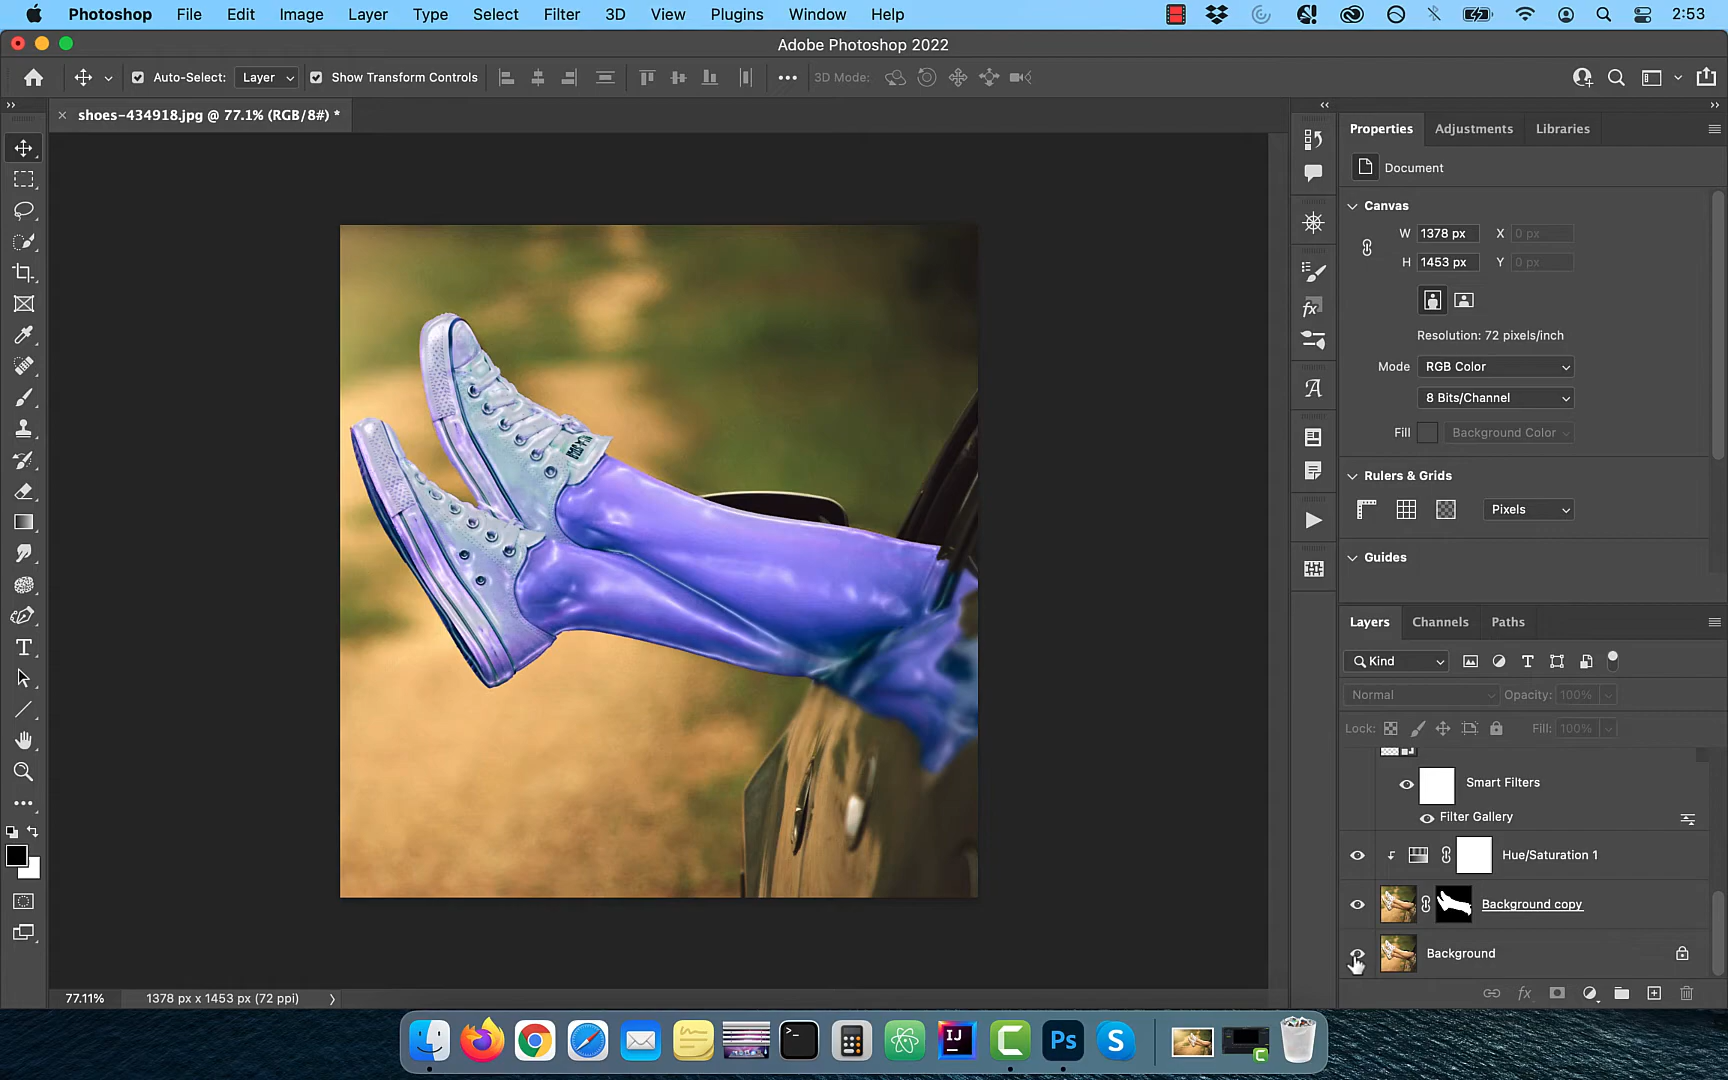 Photoshop File Edit Image Layer Type Select Filter 3D View Plugins Window Help 2:53
Adobe Photoshop 2022
Auto-Select: Layer Show Transform Controls 3D Mode:
shoes-434918.jpg @ 77.1% (RGB/8#) *
Properties Adjustments Libraries
Document
Canvas
W 1378 px X 0 px
H 1453 px Y 0 px
Resolution: 72 pixels/inch
Mode RGB Color
8 Bits/Channel
Fill Background Color
Rulers & Grids
Pixels
Guides
Layers Channels Paths
Kind
Normal Opacity: 100%
Lock: Fill: 100%
Smart Filters
Filter Gallery
Hue/Saturation 1
Background copy
Background
77.11% 1378 px x 1453 px (72 ppi)
IJ
Ps